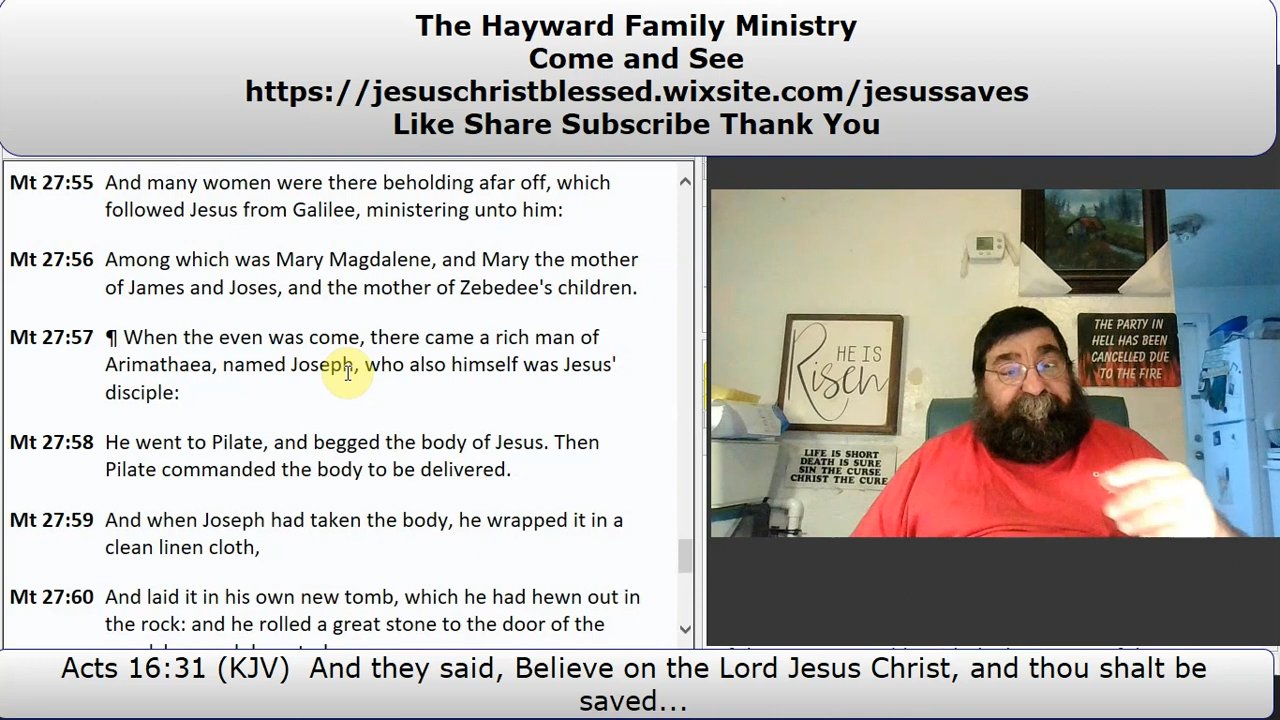 The Hayward Family Ministry
Come and See
https://jesuschristblessed.wixsite.com/jesussaves
Like Share Subscribe Thank You
Mt 27:55 And many women were there beholding afar off, which
followed Jesus from Galilee, ministering unto him:
Mt 27:56 Among which was Mary Magdalene, and Mary the mother
of James and Joses, and the mother of Zebedee's children.
Mt 27:57 ¶ When the even was come, there came a rich man of
Arimathaea, named Joseph, who also himself was Jesus'
disciple:
Mt 27:58 He went to Pilate, and begged the body of Jesus. Then
Pilate commanded the body to be delivered.
Mt 27:59 And when Joseph had taken the body, he wrapped it in a
clean linen cloth,
Mt 27:60 And laid it in his own new tomb, which he had hewn out in
the rock: and he rolled a great stone to the door of the
HE IS
Risen
THE PARTY IN
HELL HAS BEEN
CANCELLED DUE
TO THE FIRE
LIFE IS SHORT
DEATH IS SURE
SIN THE CURSE
CHRIST THE CURE
Acts 16:31 (KJV) And they said, Believe on the Lord Jesus Christ, and thou shalt be
saved...